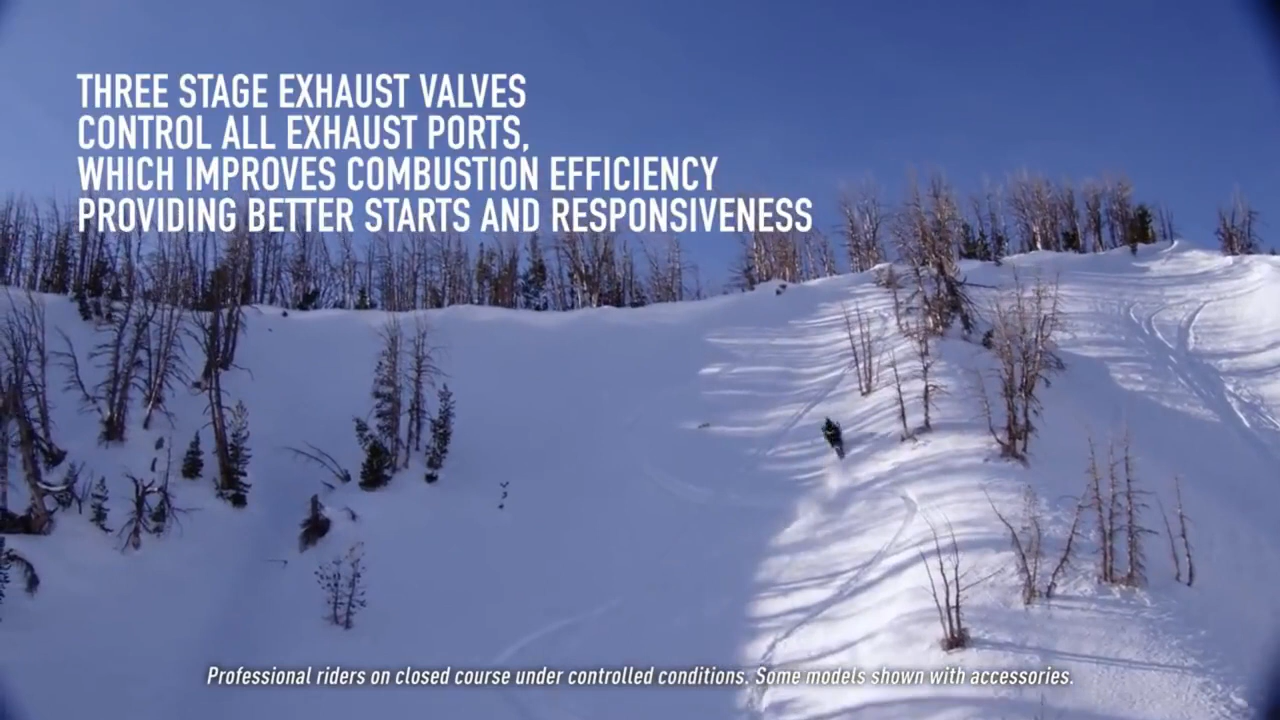 THREE STAGE EXHAUST VALVES
CONTROL ALL EXHAUST PORTS,
WHICH IMPROVES COMBUSTION EFFICIENCY
PROVIDING BETTER STARTS AND RESPONSIVENESS
Professional riders on closed course under controlled conditions. Some models shown with accessories.